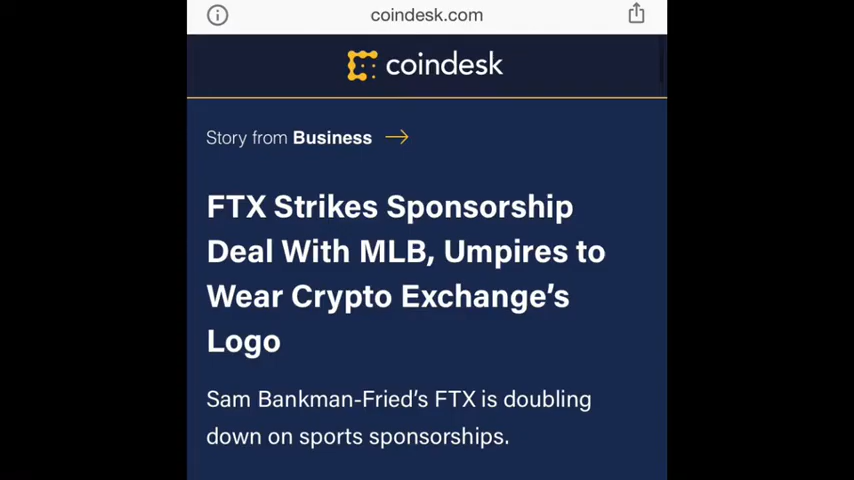 coindesk.com
coindesk
Story from Business
FTX Strikes Sponsorship
Deal With MLB, Umpires to
Wear Crypto Exchange’s
Logo
Sam Bankman-Fried’s FTX is doubling
down on sports sponsorships.